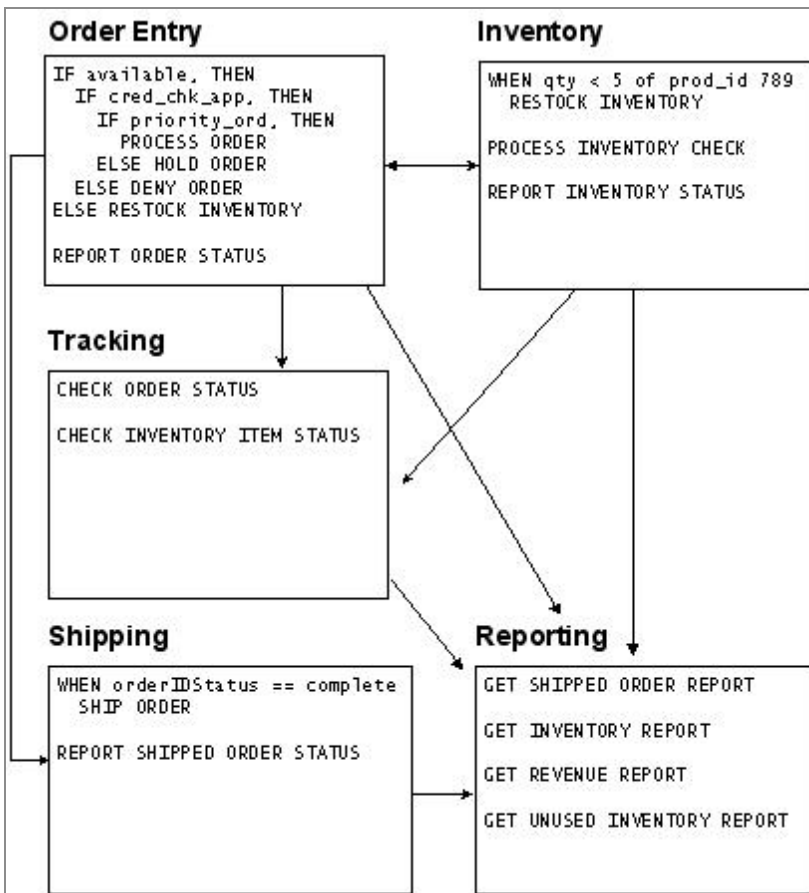 Order Entry
IF available, THEN
IF cred_chk_app, THEN
IF priority_ord, THEN
PROCESS ORDER
ELSE HOLD ORDER
ELSE DENY ORDER
ELSE RESTOCK INVENTORY
REPORT ORDER STATUS
Inventory
WHEN qty < 5 of prod_id 789
RESTOCK INVENTORY
PROCESS INVENTORY CHECK
REPORT INVENTORY STATUS
Tracking
CHECK ORDER STATUS
CHECK INVENTORY ITEM STATUS
Shipping
WHEN orderIDStatus == complete
SHIP ORDER
REPORT SHIPPED ORDER STATUS
Reporting
GET SHIPPED ORDER REPORT
GET INVENTORY REPORT
GET REVENUE REPORT
GET UNUSED INVENTORY REPORT